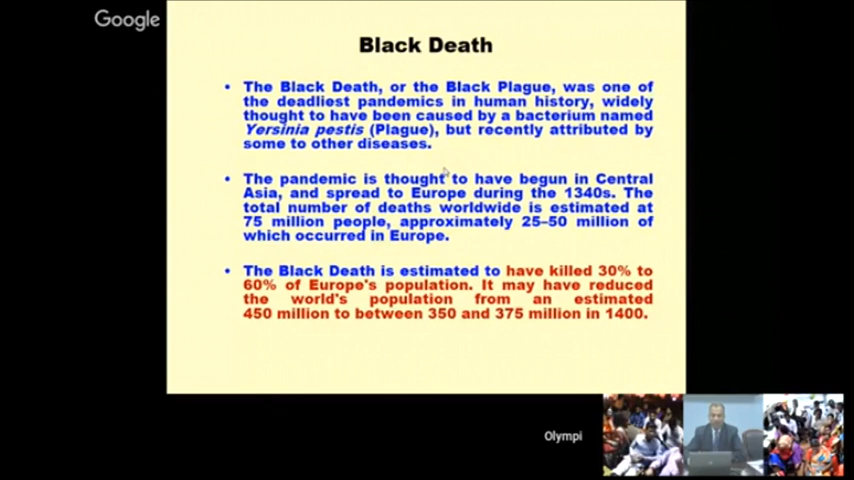 Google
Black Death
• The Black Death, or the Black Plague, was one of
the deadliest pandemics in human history, widely
thought to have been caused by a bacterium named
Yersinia pestis (Plague), but recently attributed by
some to other diseases.
• The pandemic is thought to have begun in Central
Asia, and spread to Europe during the 1340s. The
total number of deaths worldwide is estimated at
75 million people, approximately 25–50 million of
which occurred in Europe.
• The Black Death is estimated to have killed 30% to
60% of Europe's population. It may have reduced
the world's population from an estimated
450 million to between 350 and 375 million in 1400.
Olympi